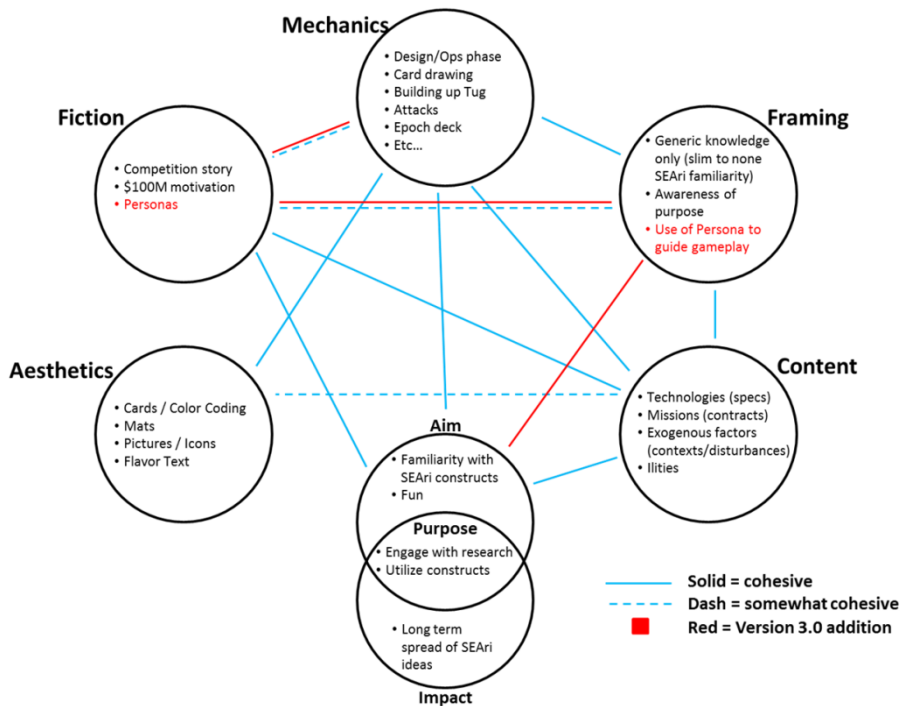 Mechanics
• Design/Ops phase
• Card drawing
• Building up Tug
• Attacks
• Epoch deck
• Etc...
Fiction
• Competition story
• $100M motivation
• Personas
Framing
• Generic knowledge
only (slim to none
SEAri familiarity)
• Awareness of
purpose
• Use of Persona to
guide gameplay
Aesthetics
• Cards / Color Coding
• Mats
• Pictures / Icons
• Flavor Text
Content
• Technologies (specs)
• Missions (contracts)
• Exogenous factors
(contexts/disturbances)
• Ilities
Aim
• Familiarity with
SEAri constructs
• Fun
Purpose
• Engage with research
• Utilize constructs
• Long term
spread of SEAri
ideas
Impact
Solid = cohesive
Dash = somewhat cohesive
Red = Version 3.0 addition